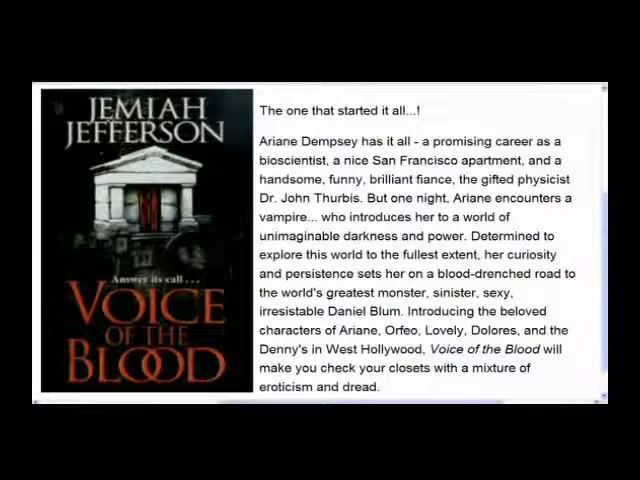 JEMIAH
JEFFERSON
Answer its call . . .
VOICE
OF THE
BLOOD
The one that started it all...!
Ariane Dempsey has it all - a promising career as a
bioscientist, a nice San Francisco apartment, and a
handsome, funny, brilliant fiance, the gifted physicist
Dr. John Thurbis. But one night, Ariane encounters a
vampire... who introduces her to a world of
unimaginable darkness and power. Determined to
explore this world to the fullest extent, her curiosity
and persistence sets her on a blood-drenched road to
the world's greatest monster, sinister, sexy,
irresistable Daniel Blum. Introducing the beloved
characters of Ariane, Orfeo, Lovely, Dolores, and the
Denny's in West Hollywood, Voice of the Blood will
make you check your closets with a mixture of
eroticism and dread.